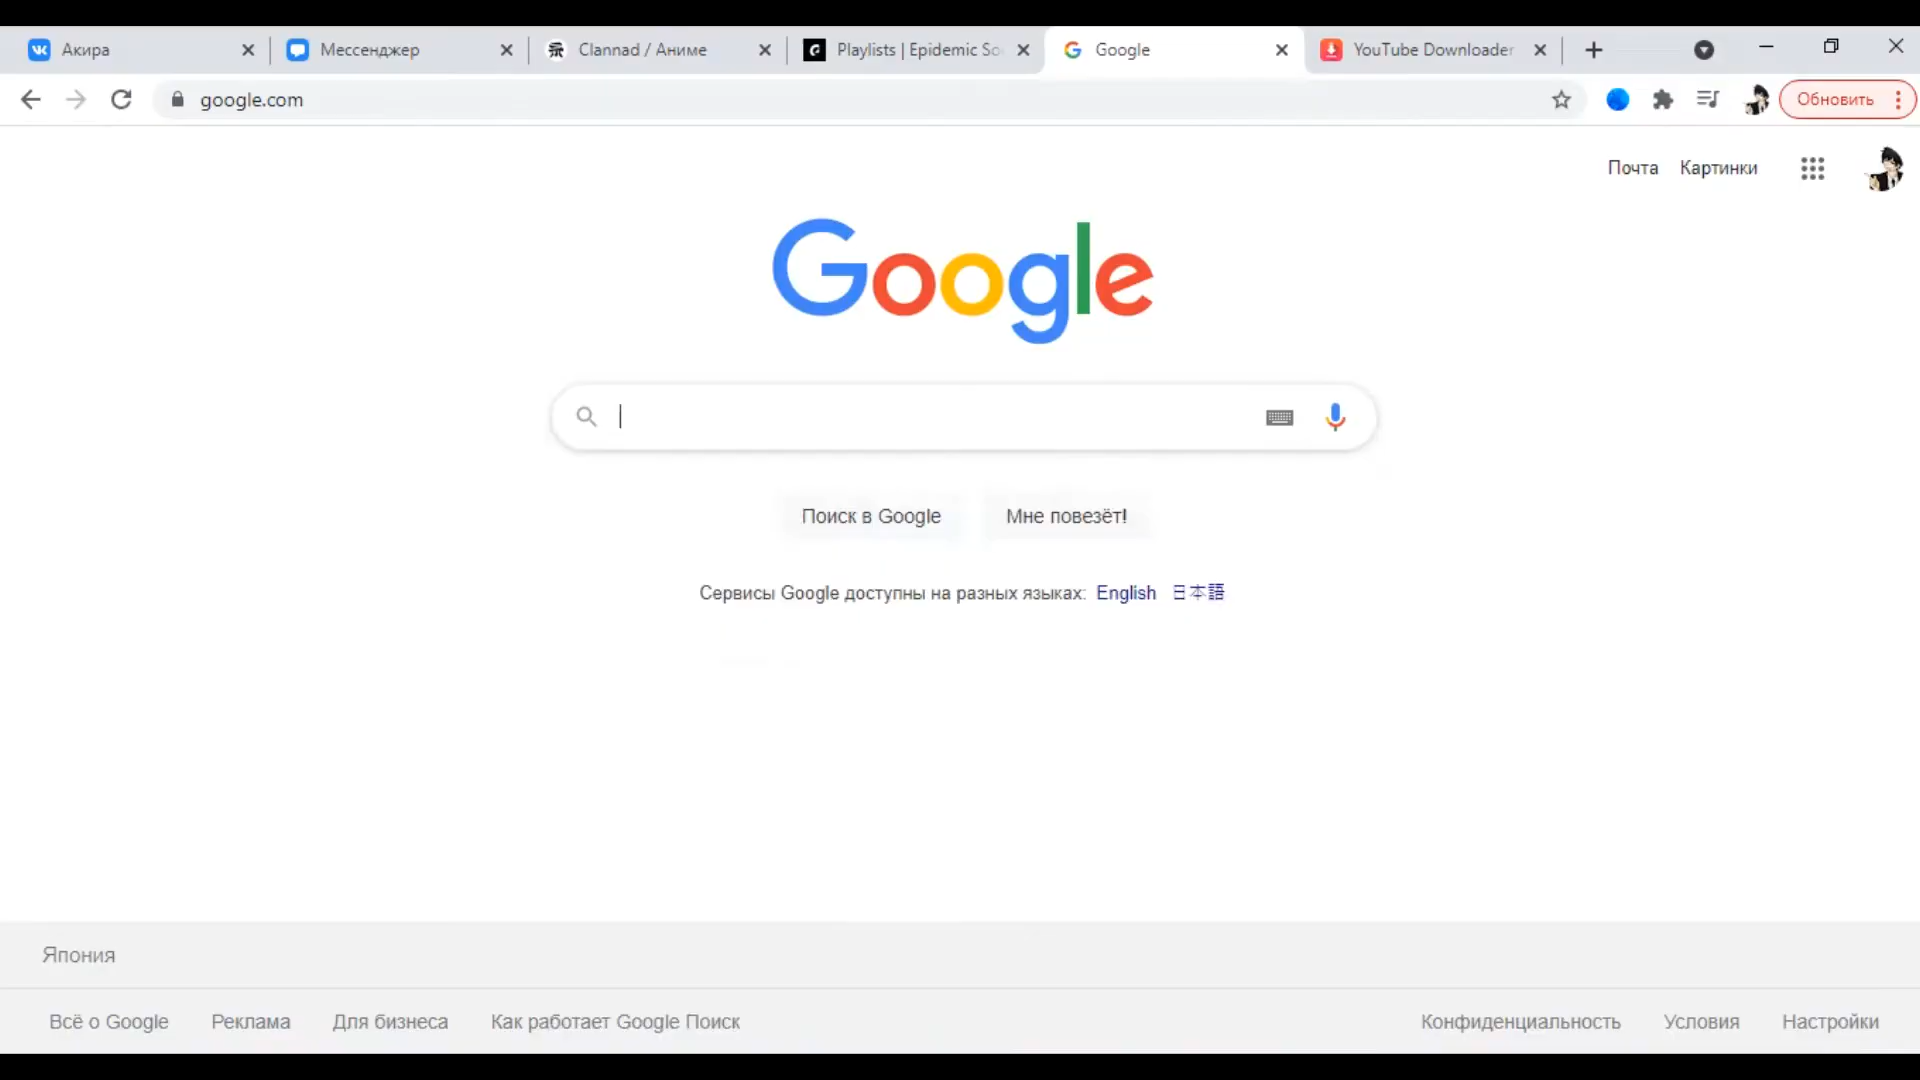 Акира
Мессенджер
Clannad / Аниме
Playlists | Epidemic So
Google
YouTube Downloader
google.com
Обновить
Почта Картинки
Google
Поиск в Google
Мне повезёт!
Сервисы Google доступны на разных языках: English 日本語
Япония
Всё о Google Реклама Для бизнеса Как работает Google Поиск
Конфиденциальность Условия Настройки